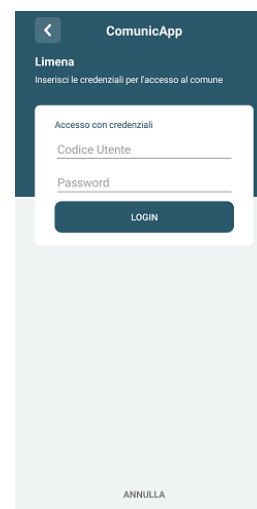 ComunicApp
Limena
Inserisci le credenziali per l'accesso al comune
Accesso con credenziali
Codice Utente
Password
LOGIN
ANNULLA